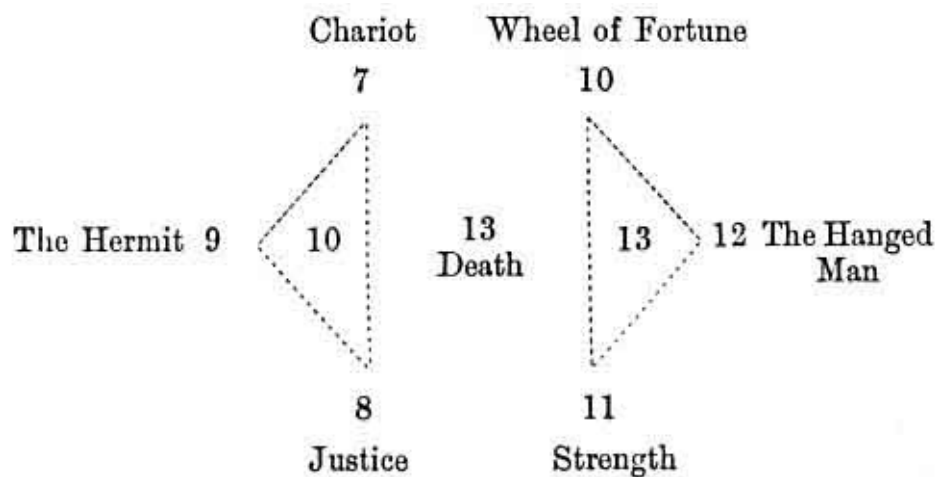 Chariot Wheel of Fortune
7 10
The Hermit 9 10 13 13 12 The Hanged
Death Man
8 11
Justice Strength